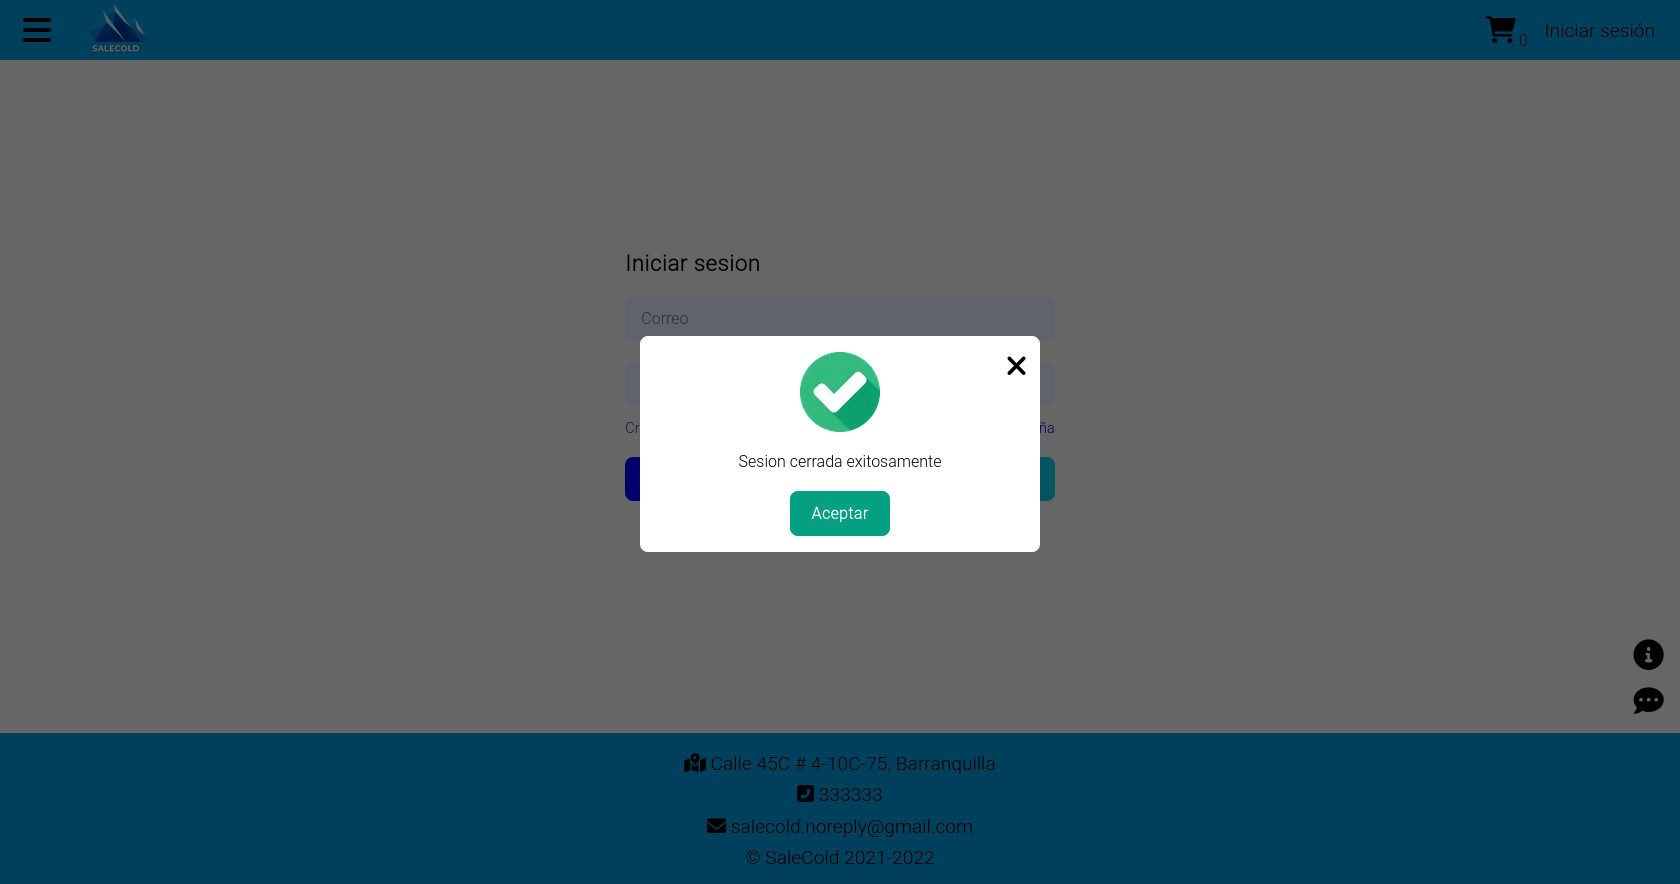 SALECOLD
0
Iniciar sesión
Iniciar sesion
Correo
Sesion cerrada exitosamente
Aceptar
Calle 45C # 4-10C-75, Barranquilla
333333
salecold.noreply@gmail.com
© SaleCold 2021-2022